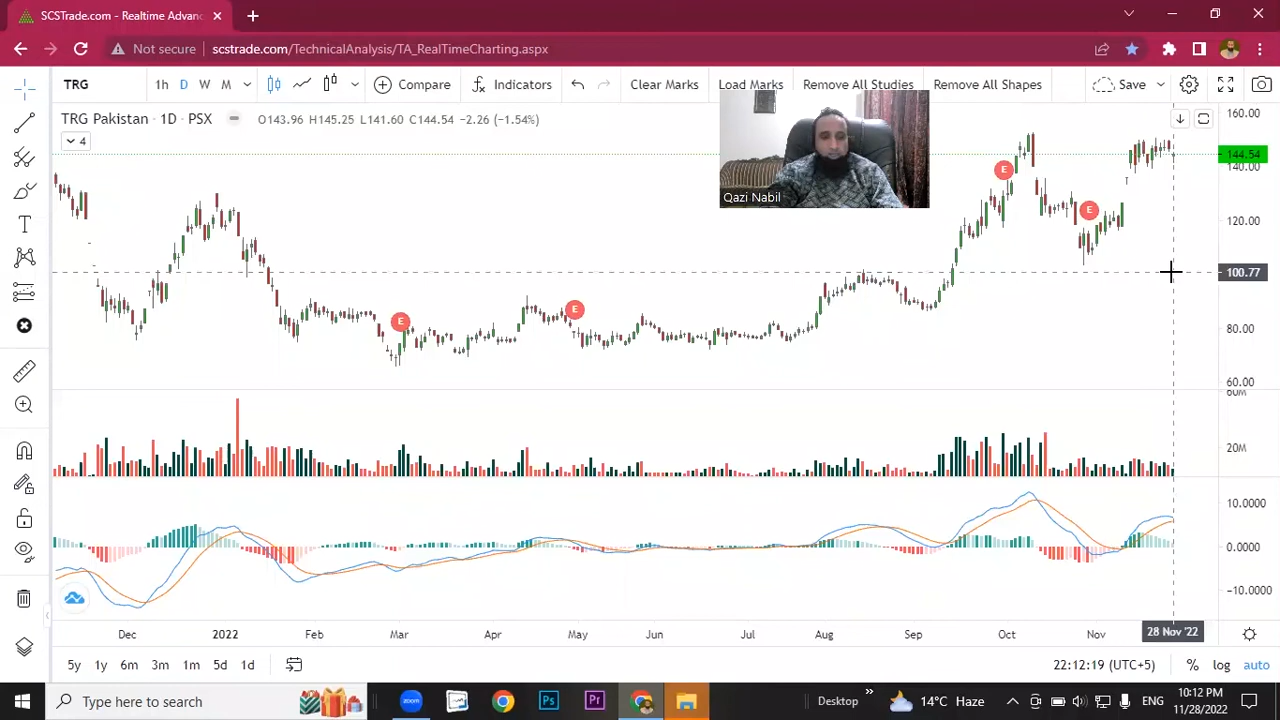 SCSTrade.com - Realtime Advanc
Not secure scstrade.com/TechnicalAnalysis/TA_RealTimeCharting.aspx
TRG 1h D W M Compare Indicators Clear Marks Load Marks Remove All Studies Remove All Shapes Save
TRG Pakistan · 1D · PSX O143.96 H145.25 L141.60 C144.54 −2.26 (−1.54%)
4
160.00
144.54
140.00
120.00
100.77
80.00
60.00
E
E
E
E
Qazi Nabil
60M
20M
10.0000
0.0000
−10.0000
Dec 2022 Feb Mar Apr May Jun Jul Aug Sep Oct Nov 28 Nov '22
5y 1y 6m 3m 1m 5d 1d 22:12:19 (UTC+5) % log auto
Type here to search Ps Pr Desktop 14°C Haze ENG 10:12 PM
11/28/2022